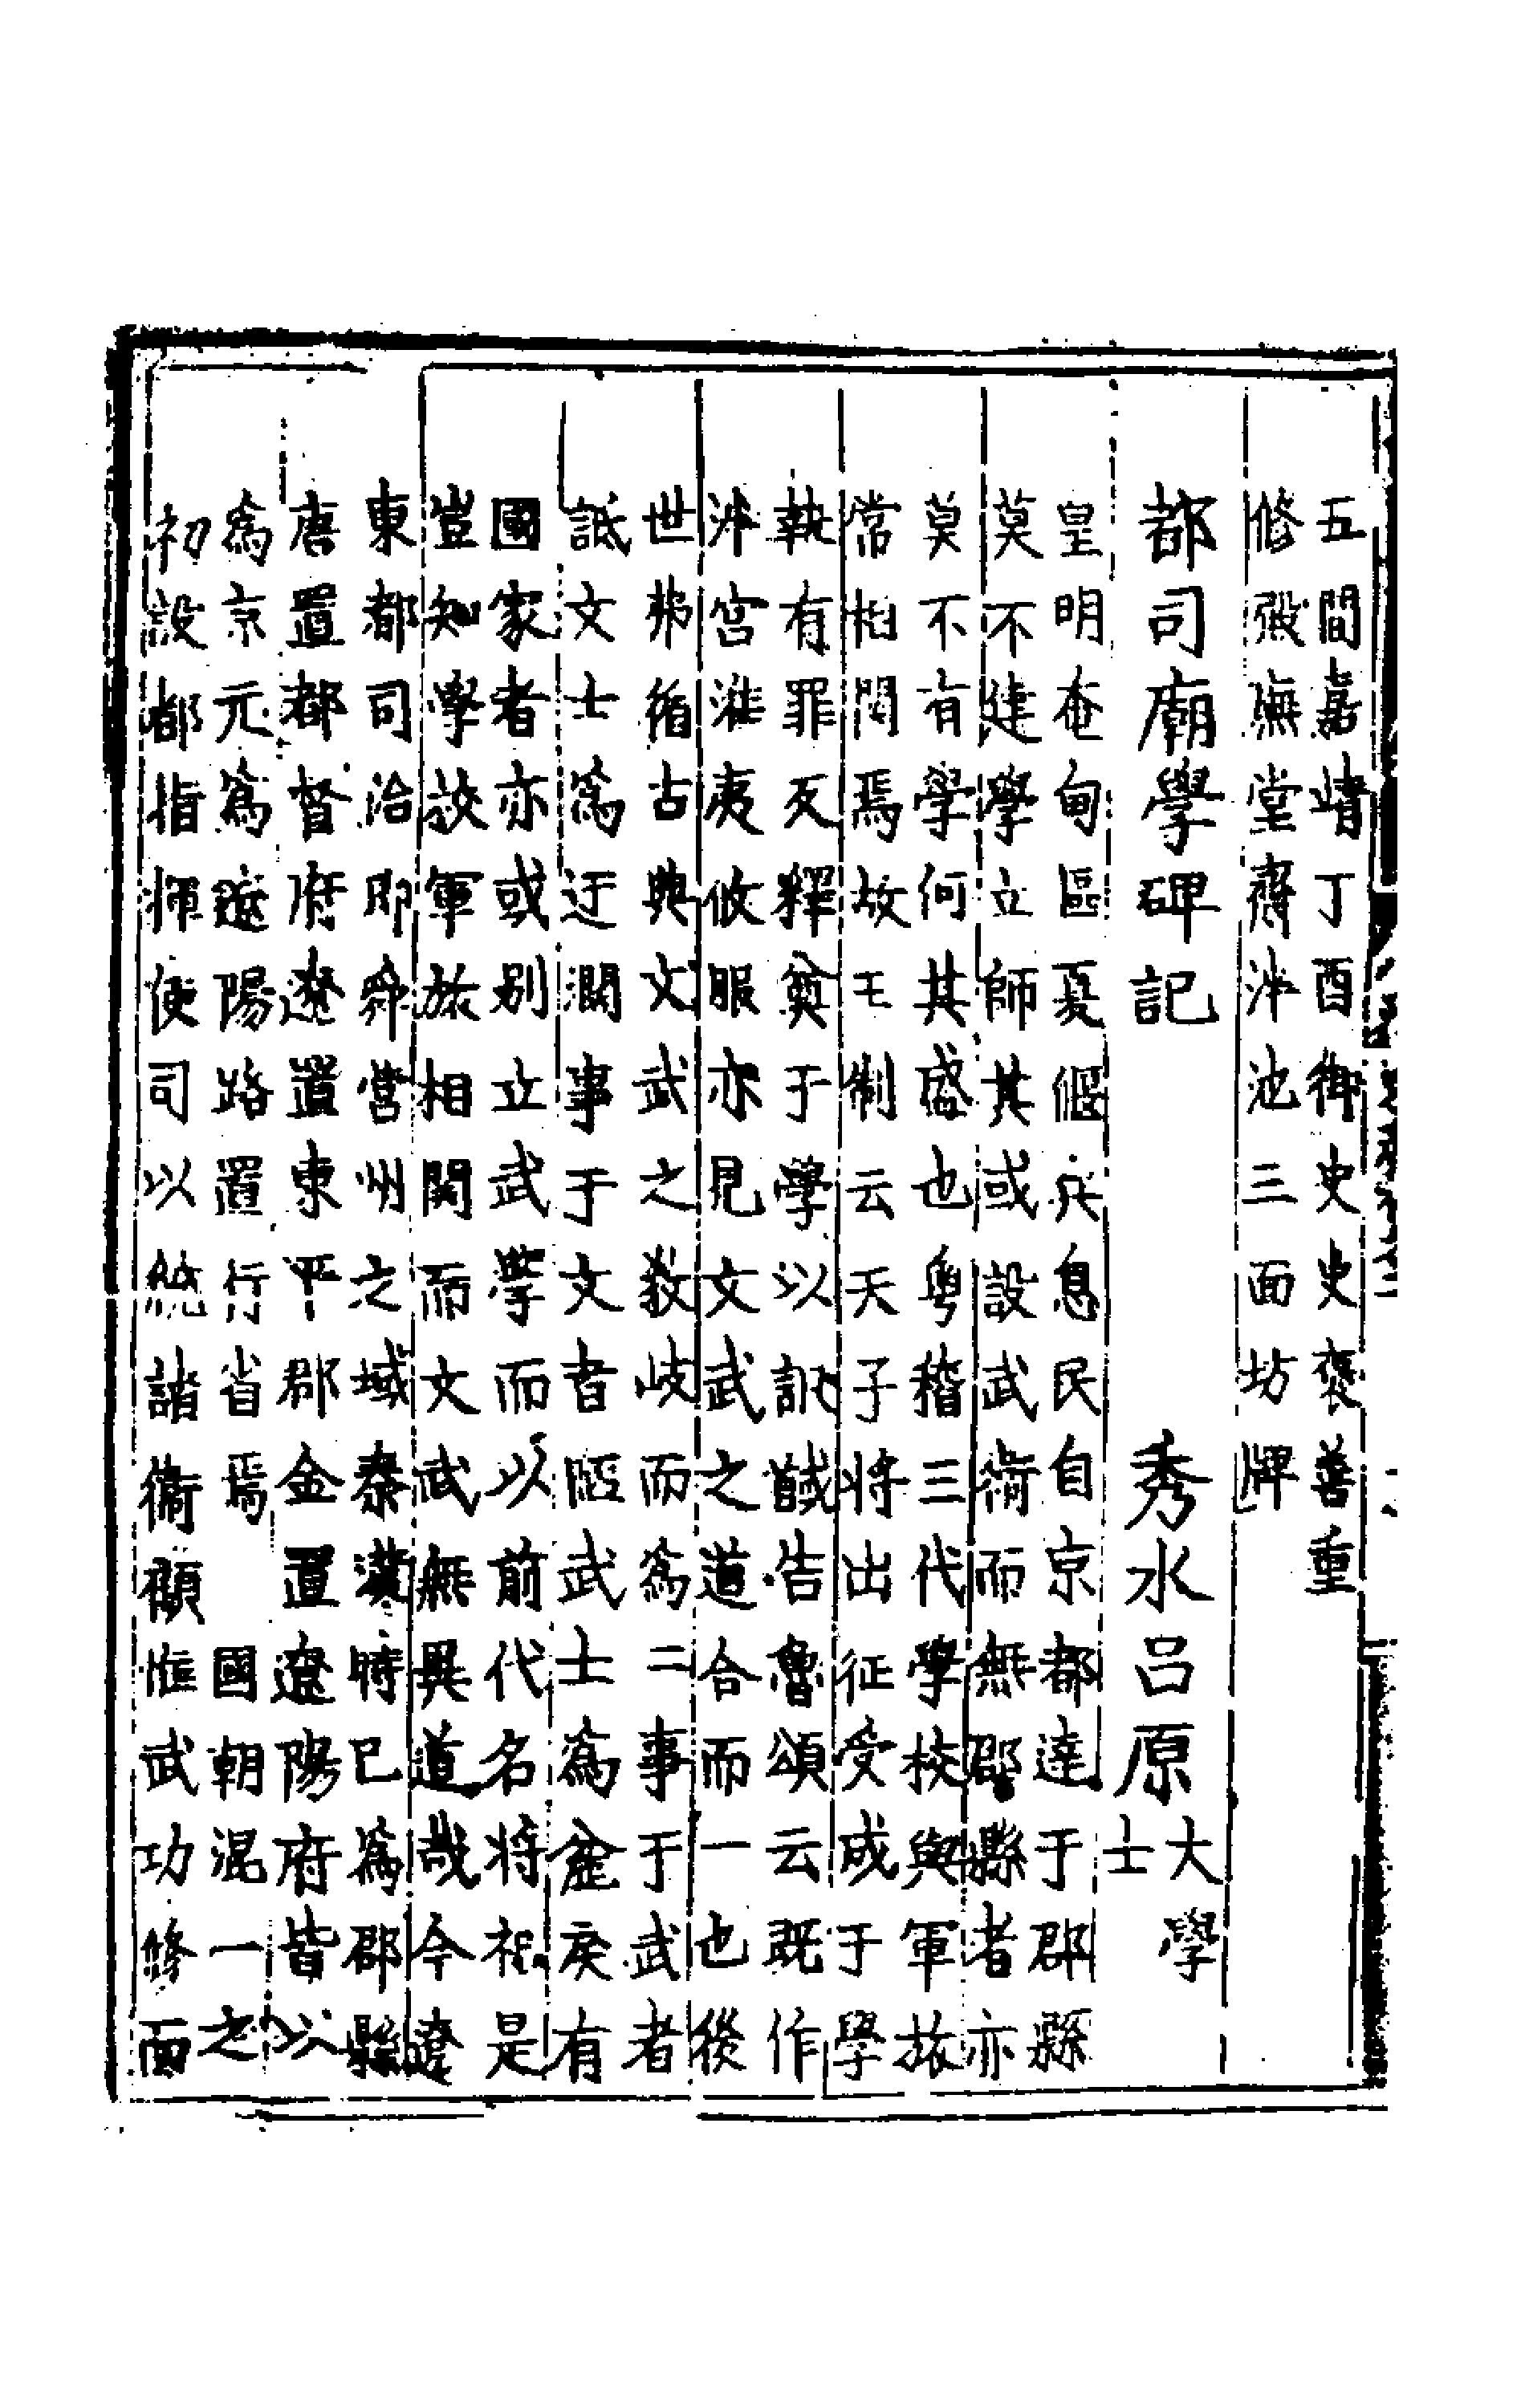 五間嘉靖丁酉御史史褒善重
修殿廡堂齋泮池三面坊牌
都司廟學碑記 秀水呂原大學士
皇明奄甸區夏偃兵息民自京都達于郡縣
莫不建學立師其或設武衛而無郡縣者亦
莫不有學何其盛也粵稽三代學校與軍旅
常相関焉故王制云天子將出征受成于學
執有罪反釋奠于學以訊馘告魯頌云既作
泮宮淮夷攸服亦見文武之道合而一也後
世弗循古典文武之教岐而為二事于武者
詆文士為迂濶事于文者陋武士為麄戾有
國家者亦或别立武學而以前代名將祀是
豈知學校軍旅相関而文武無異道哉今遼
東都司治即舜營州之域秦漢時已為郡縣
唐置都督府遼置東平郡金置遼陽府皆以
為京元為遼陽路置行省焉 國朝混一之
初設都指揮使司以統諸衛顧惟武功修而